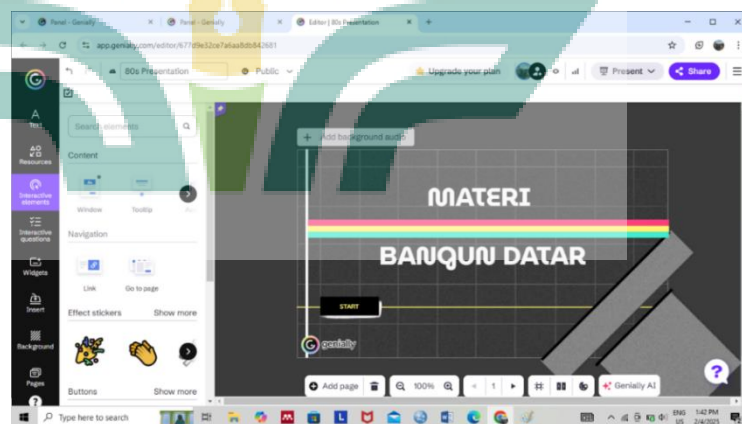 Panel - Genially
Panel - Genially
Editor | 80s Presentation
app.genially.com/editor/677d9e32ce7a6aa8db842681
80s Presentation
Public
Upgrade your plan
Present
Share
Text
Resources
Interactive elements
Interactive questions
Widgets
Insert
Background
Pages
Search elements
Content
Window
Tooltip
Navigation
Link
Go to page
Effect stickers
Show more
Buttons
Show more
+ Add background audio
MATERI
BANGUN DATAR
START
genially
Add page
100%
1
Genially AI
Type here to search
ENG
US
1:42 PM
2/4/2025